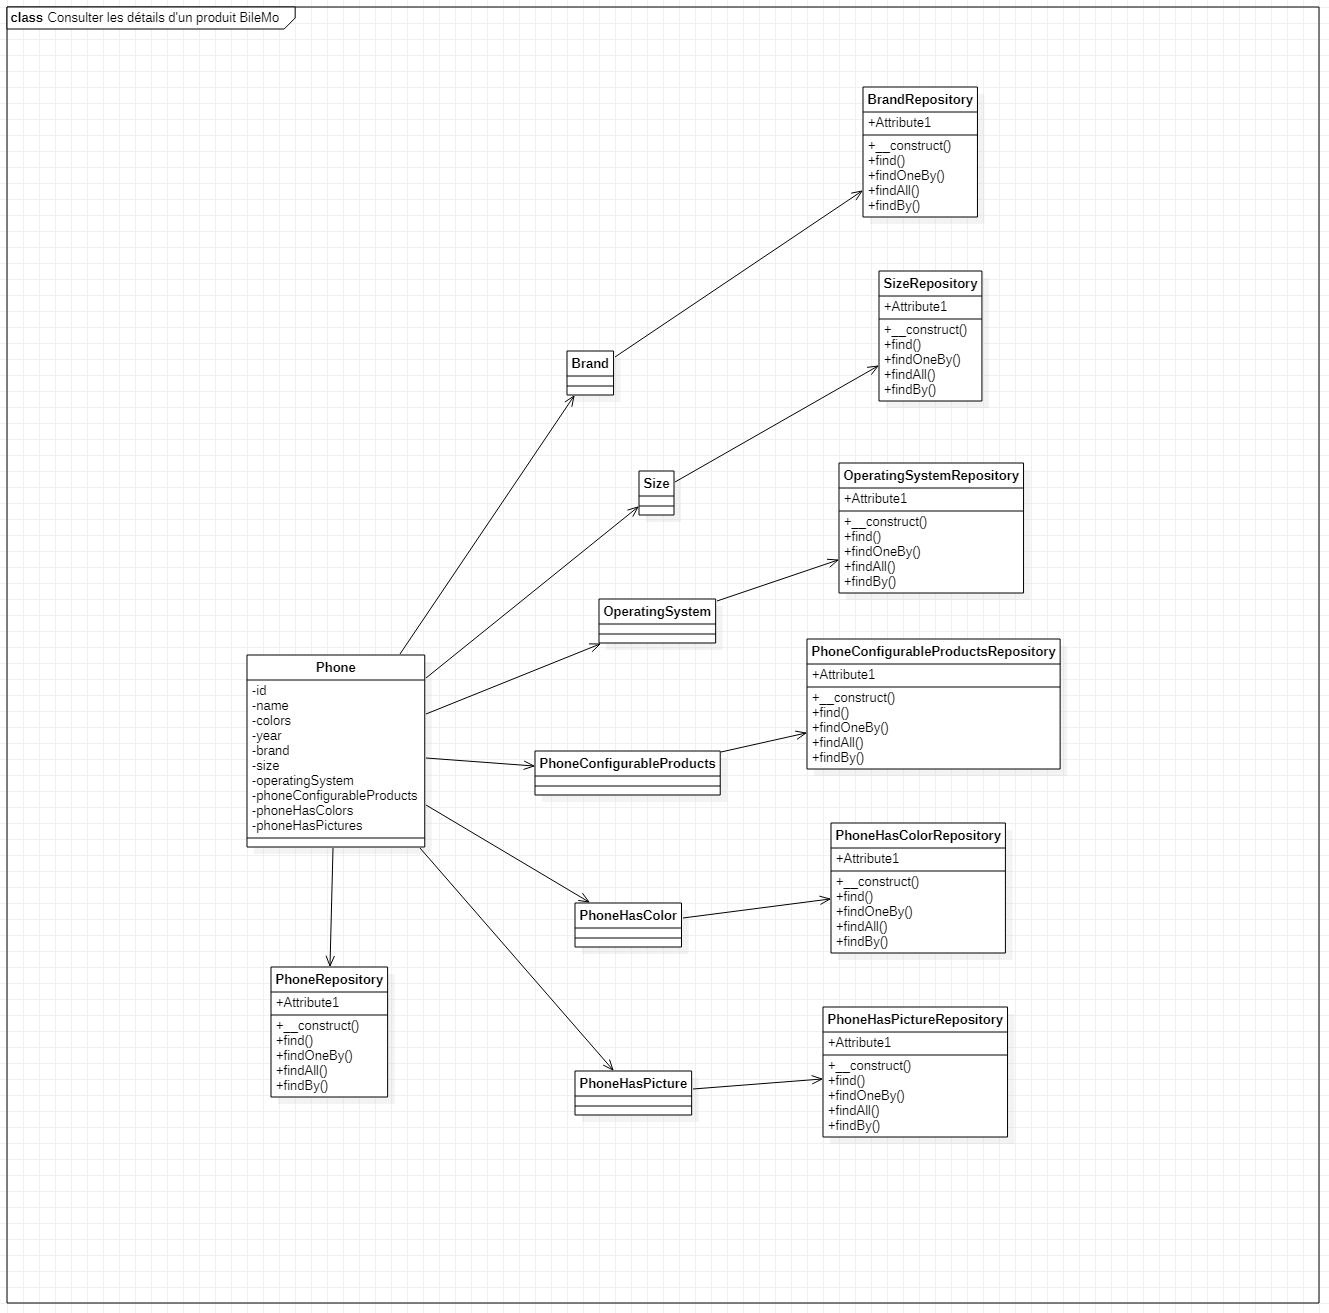 class Consulter les détails d'un produit BileMo
BrandRepository
+Attribute1
+__construct()
+find()
+findOneBy()
+findAll()
+findBy()
SizeRepository
+Attribute1
+__construct()
+find()
+findOneBy()
+findAll()
+findBy()
Brand
Size
OperatingSystemRepository
+Attribute1
+__construct()
+find()
+findOneBy()
+findAll()
+findBy()
OperatingSystem
Phone
-id
-name
-colors
-year
-brand
-size
-operatingSystem
-phoneConfigurableProducts
-phoneHasColors
-phoneHasPictures
PhoneConfigurableProductsRepository
+Attribute1
+__construct()
+find()
+findOneBy()
+findAll()
+findBy()
PhoneConfigurableProducts
PhoneHasColorRepository
+Attribute1
+__construct()
+find()
+findOneBy()
+findAll()
+findBy()
PhoneHasColor
PhoneRepository
+Attribute1
+__construct()
+find()
+findOneBy()
+findAll()
+findBy()
PhoneHasPictureRepository
+Attribute1
+__construct()
+find()
+findOneBy()
+findAll()
+findBy()
PhoneHasPicture